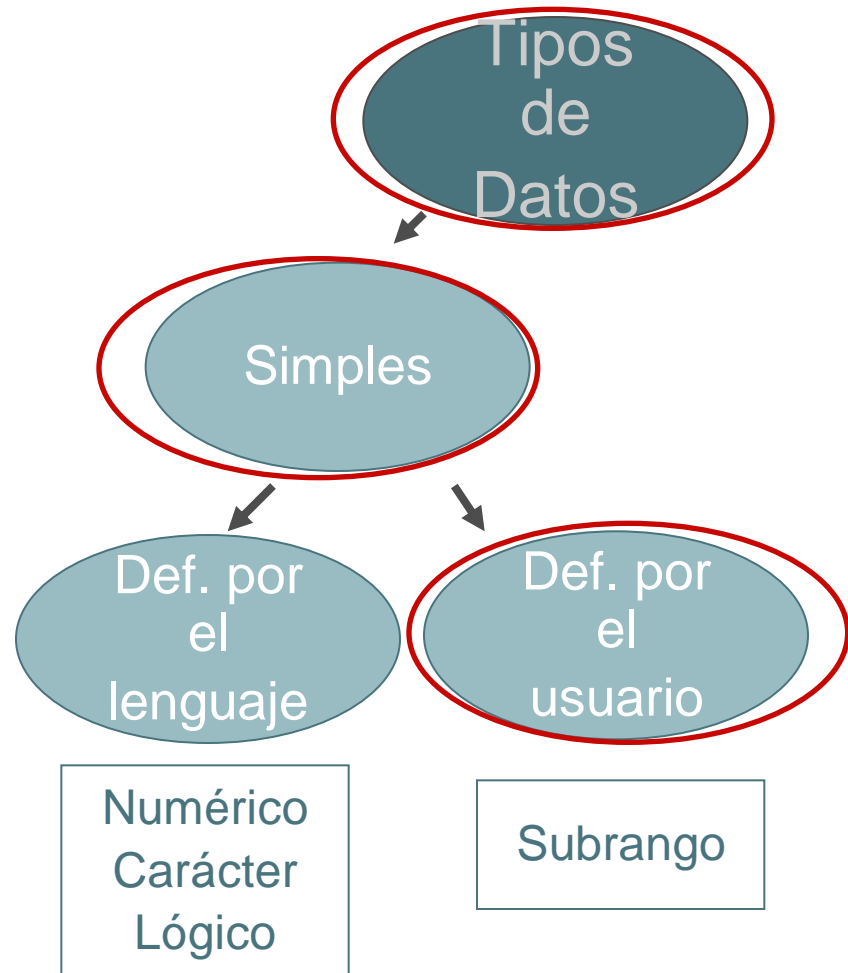 Tipos
de
Datos
Simples
Def. por
el
lenguaje
Def. por
el
usuario
Numérico
Carácter
Lógico
Subrango